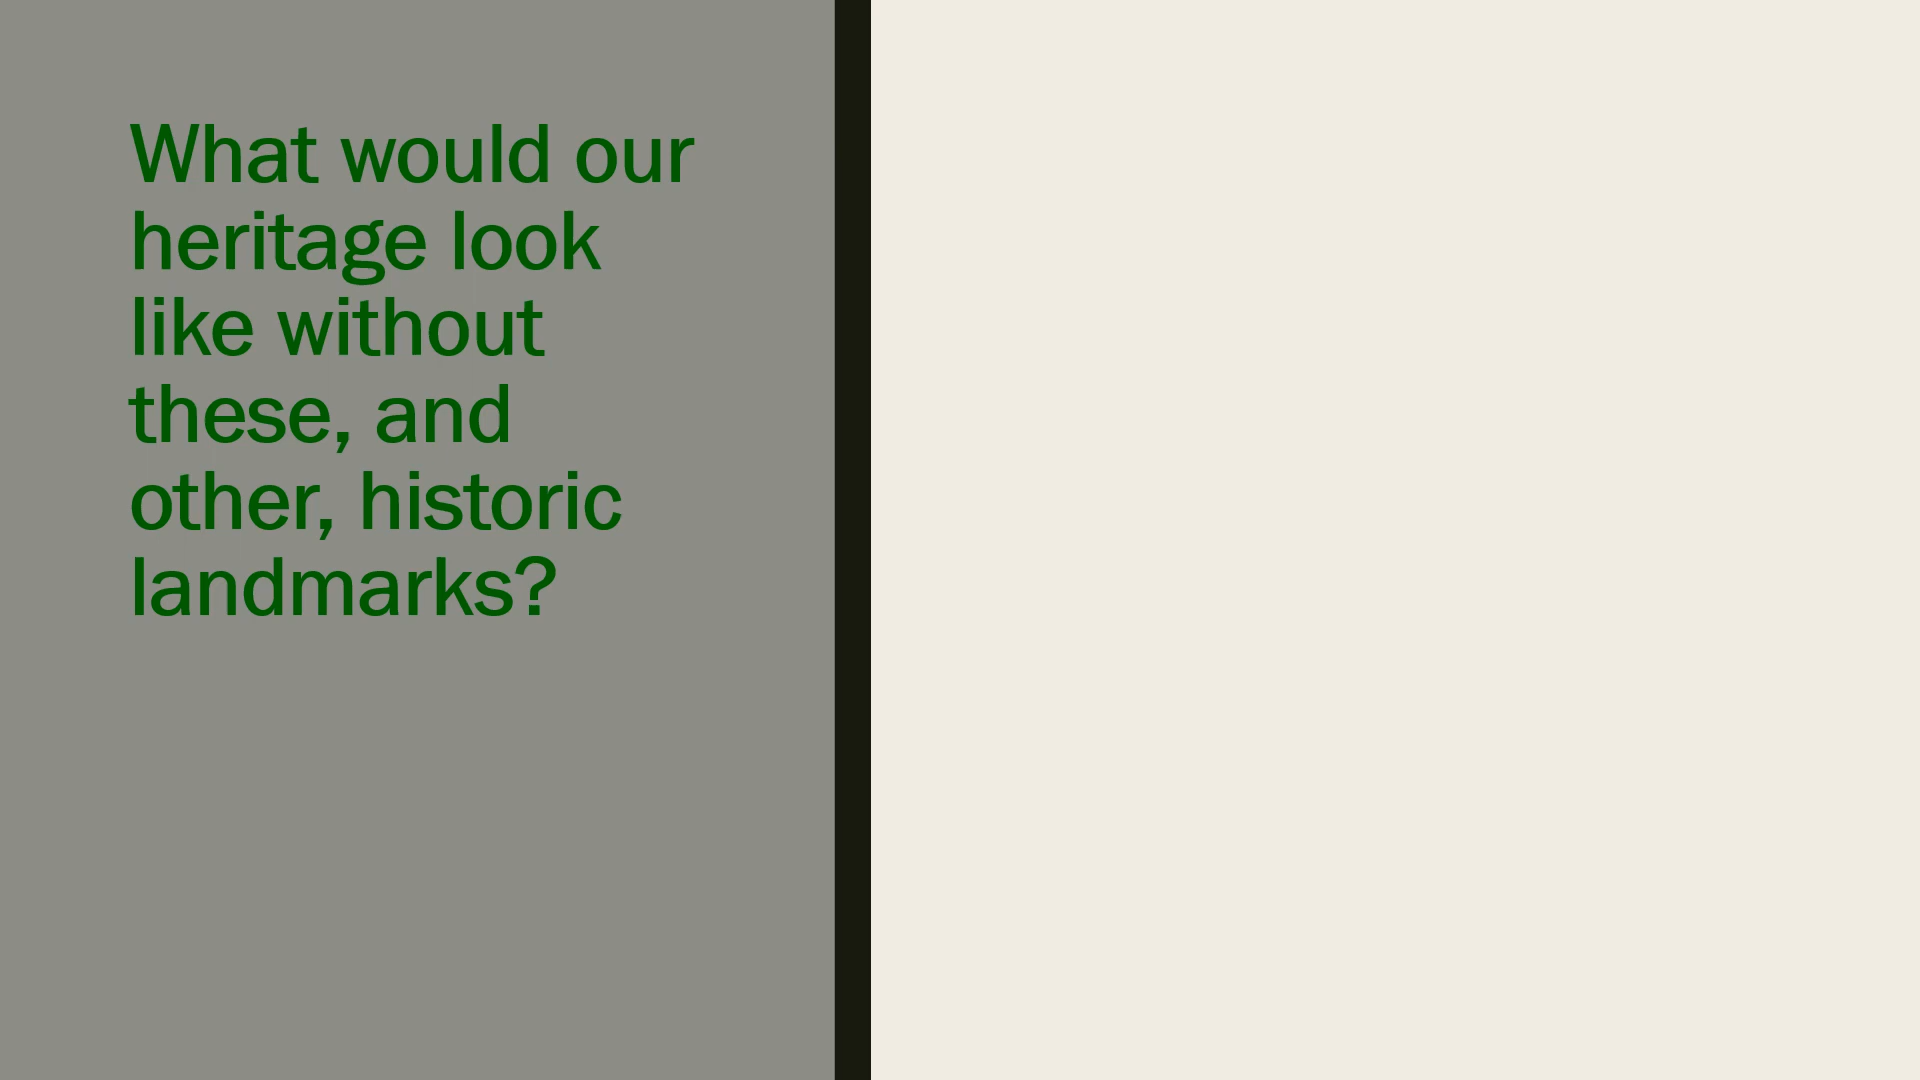 What would our
heritage look
like without
these, and
other, historic
landmarks?